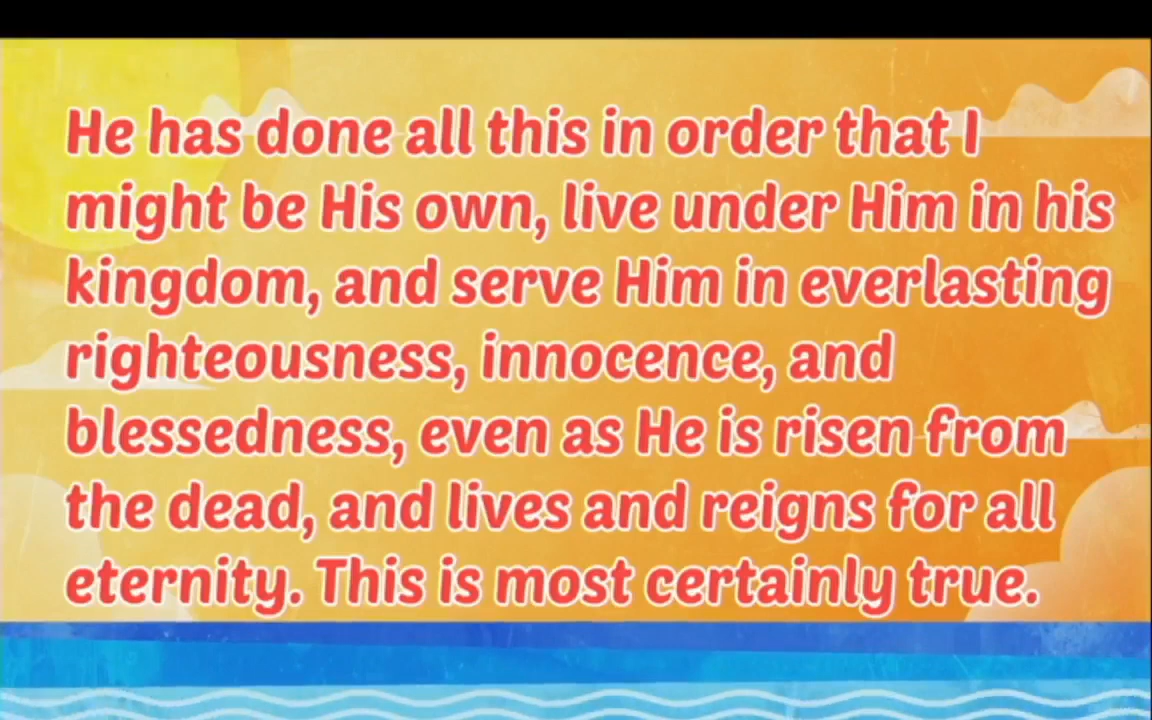 He has done all this in order that I
might be His own, live under Him in his
kingdom, and serve Him in everlasting
righteousness, innocence, and
blessedness, even as He is risen from
the dead, and lives and reigns for all
eternity. This is most certainly true.